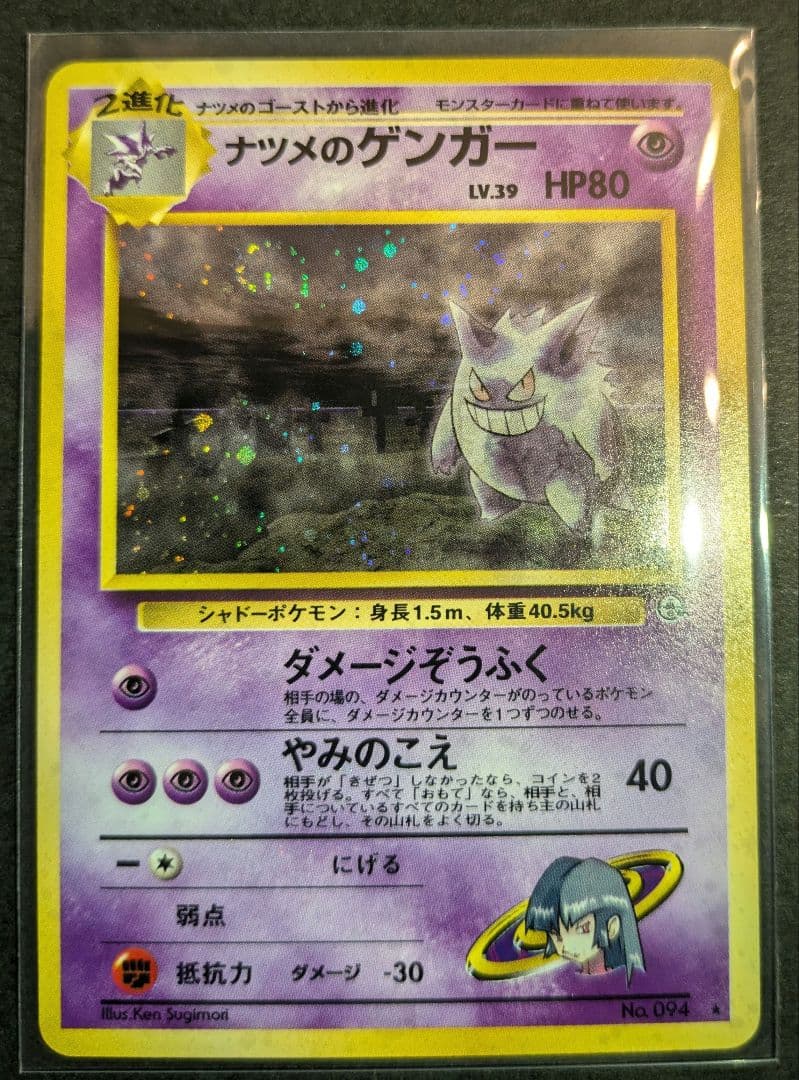 2進化 ナツメのゴーストから進化 モンスターカードに重ねて使います。
ナツメのゲンガー
LV.39 HP80
シャドーポケモン：身長1.5m、体重40.5kg
ダメージぞうふく
相手の場の、ダメージカウンターがのっているポケモン
全員に、ダメージカウンターを1つずつのせる。
やみのこえ
相手が「きぜつ」しなかったなら、コインを2
枚投げる。すべて「おもて」なら、相手と、相
手についているすべてのカードを持ち主の山札
にもどし、その山札をよく切る。
40
にげる
弱点
抵抗力 ダメージ -30
Illus.Ken Sugimori
No. 094